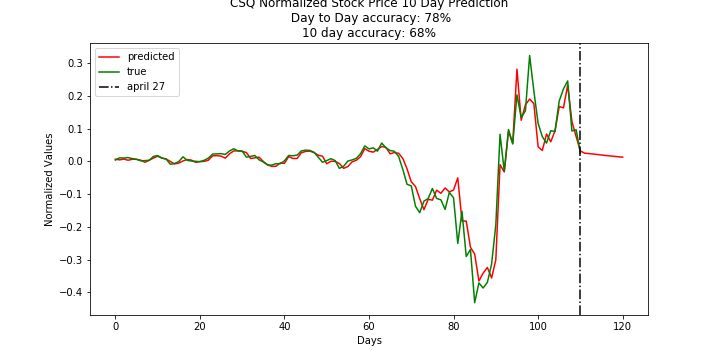 CSQ Normalized Stock Price 10 Day Prediction
Day to Day accuracy: 78%
10 day accuracy: 68%
predicted
true
april 27
Normalized Values
0.3
0.2
0.1
0.0
−0.1
−0.2
−0.3
−0.4
0 20 40 60 80 100 120
Days